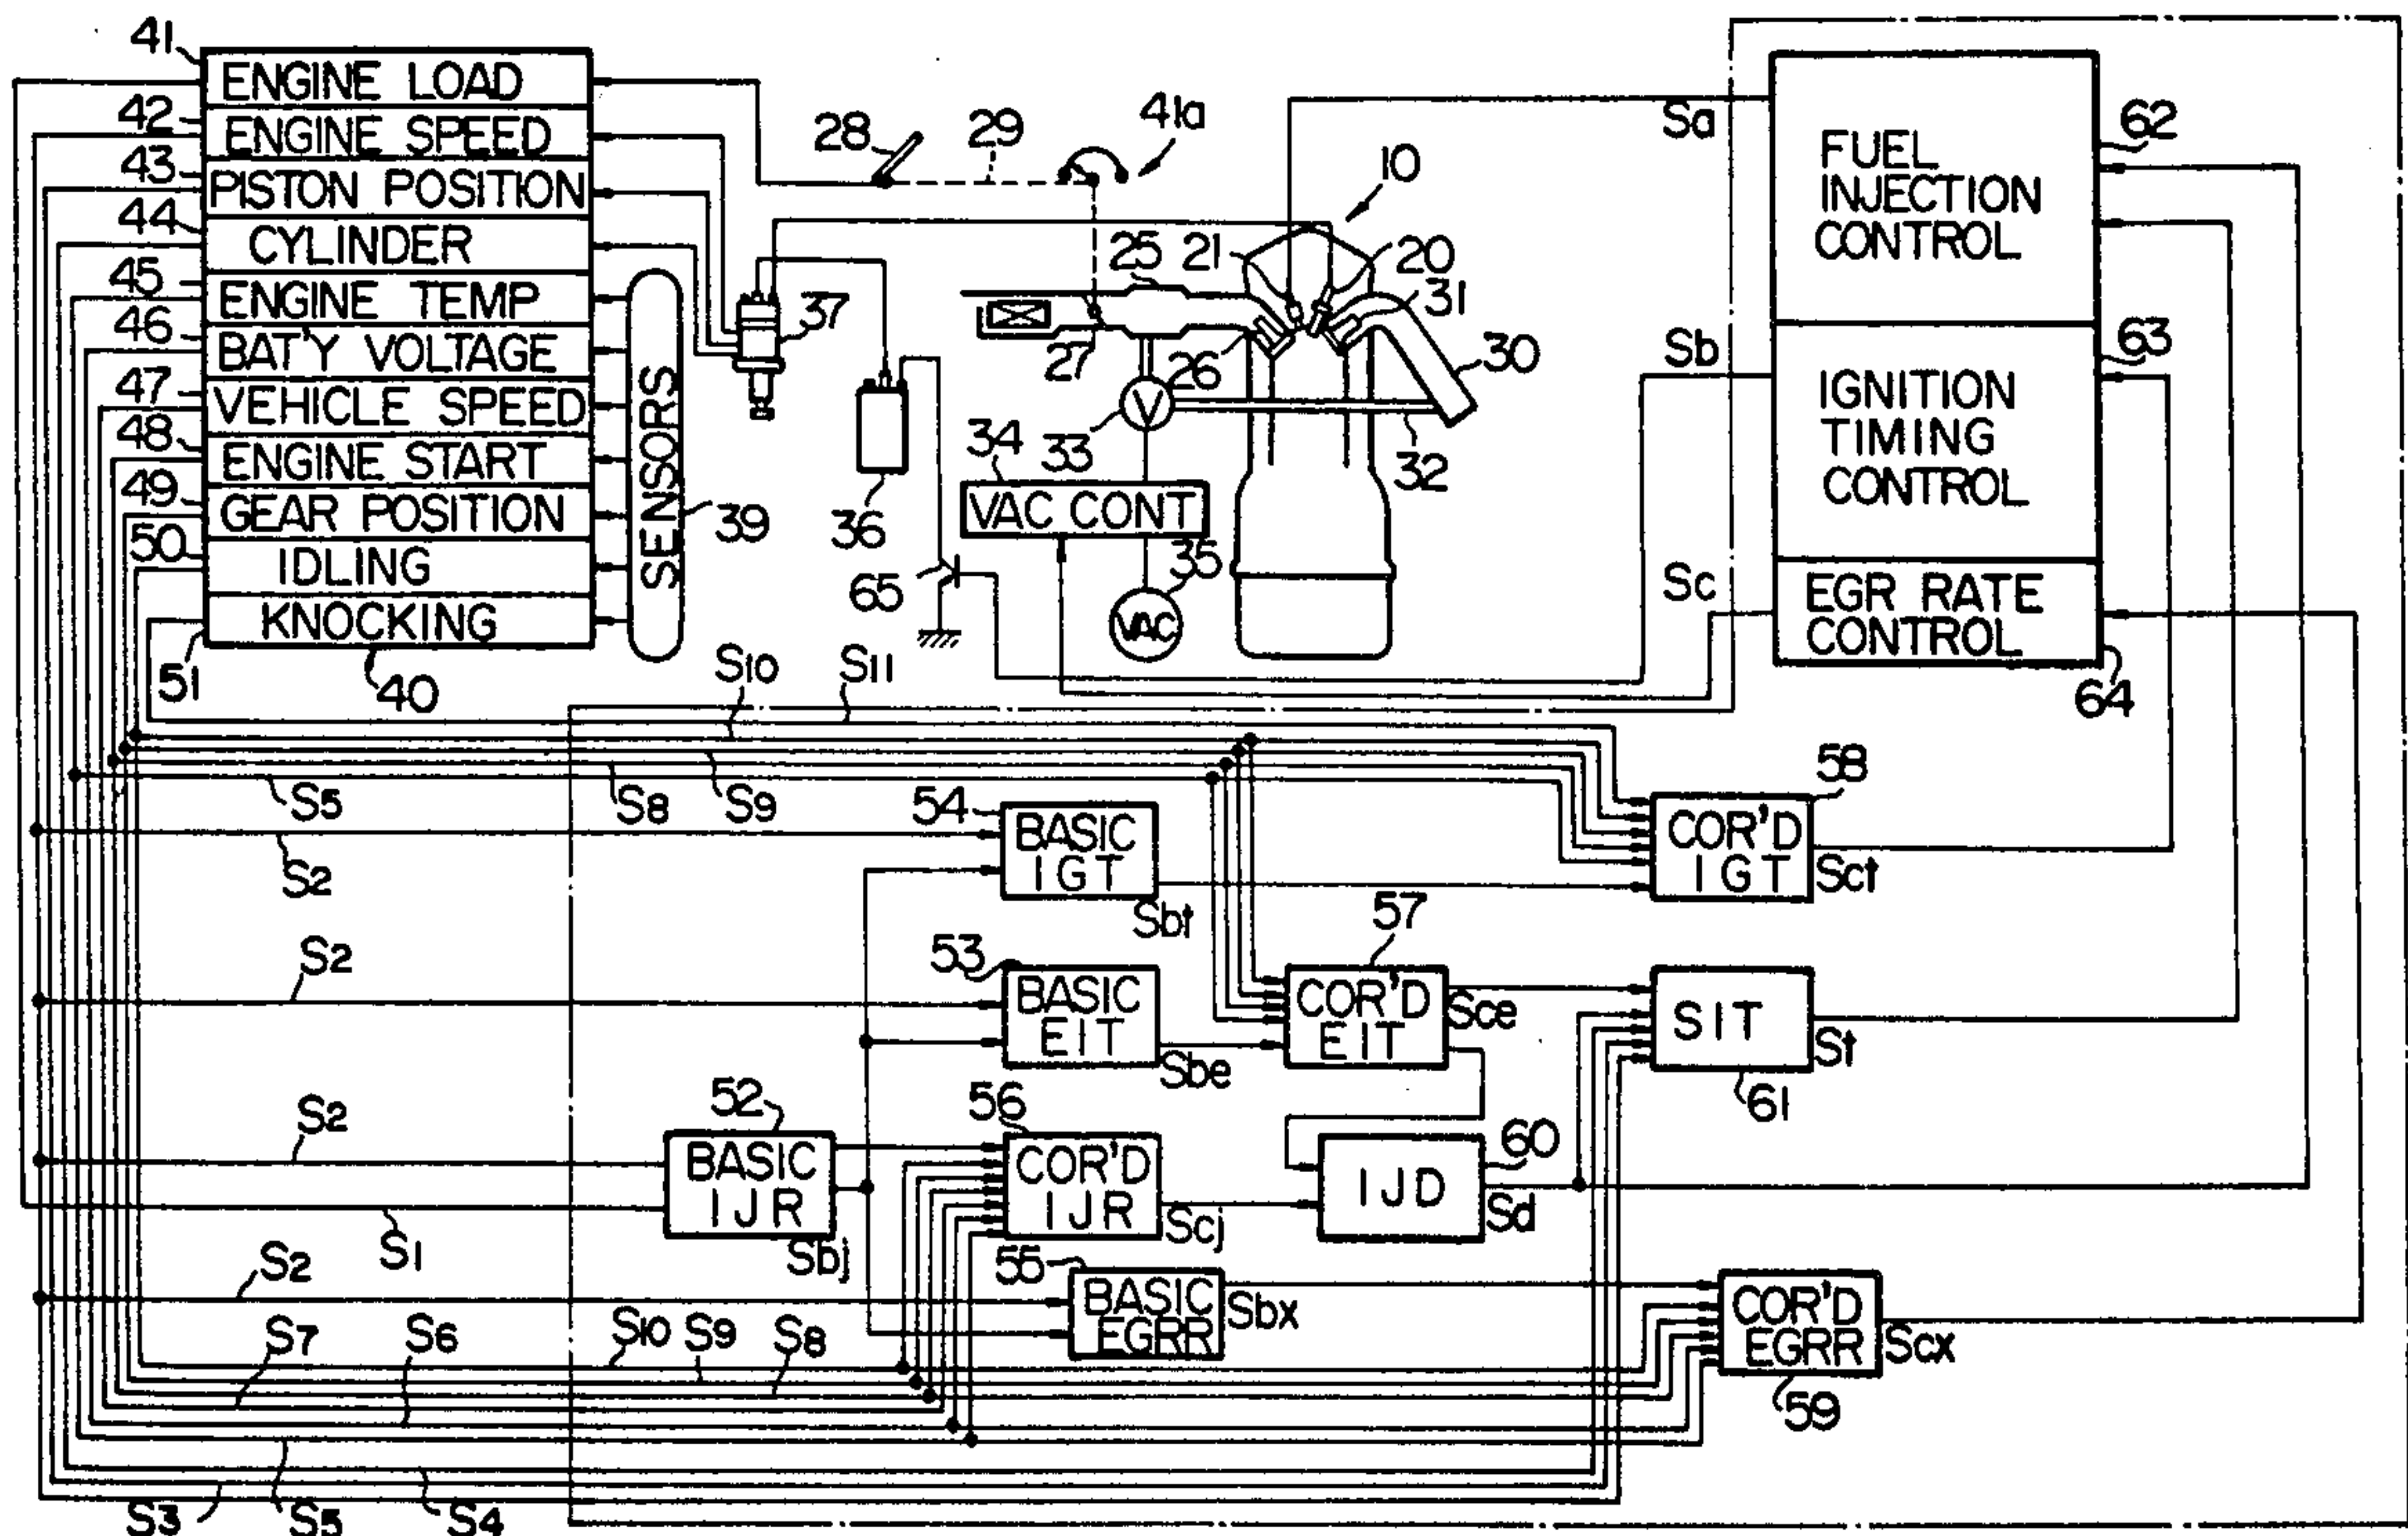 41
ENGINE LOAD
42
ENGINE SPEED
43
PISTON POSITION
44
CYLINDER
45
ENGINE TEMP
46
BAT'Y VOLTAGE
47
VEHICLE SPEED
48
ENGINE START
49
GEAR POSITION
50
IDLING
KNOCKING
51
40
SENSORS
39
28
29
41a
10
25
21
20
31
37
27
26
30
V
33
32
34
VAC CONT
36
35
VAC
65
Sa
FUEL
INJECTION
CONTROL
62
Sb
63
IGNITION
TIMING
CONTROL
Sc
EGR RATE
CONTROL
64
S10
S11
S5
S8
S9
58
COR'D
IGT
Sct
54
BASIC
IGT
Sbt
S2
57
S2
53
BASIC
EIT
Sbe
COR'D
EIT
Sce
SIT
St
61
S2
52
BASIC
IJR
Sbj
56
COR'D
IJR
Scj
60
IJD
Sd
S1
S2
55
BASIC
EGRR
Sbx
COR'D
EGRR
Scx
59
S7
S6
S10
S9
S8
S3
S5
S4